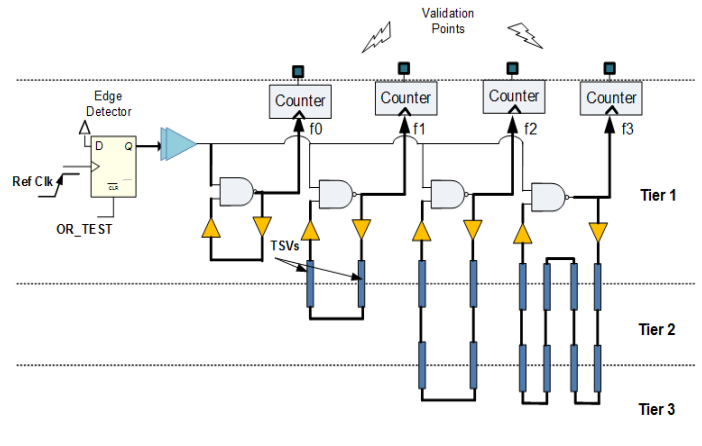 Validation
Points
Edge
Detector
Counter
Counter
Counter
Counter
f0
f1
f2
f3
D
Q
CLR
Ref Clk
OR_TEST
TSVs
Tier 1
Tier 2
Tier 3